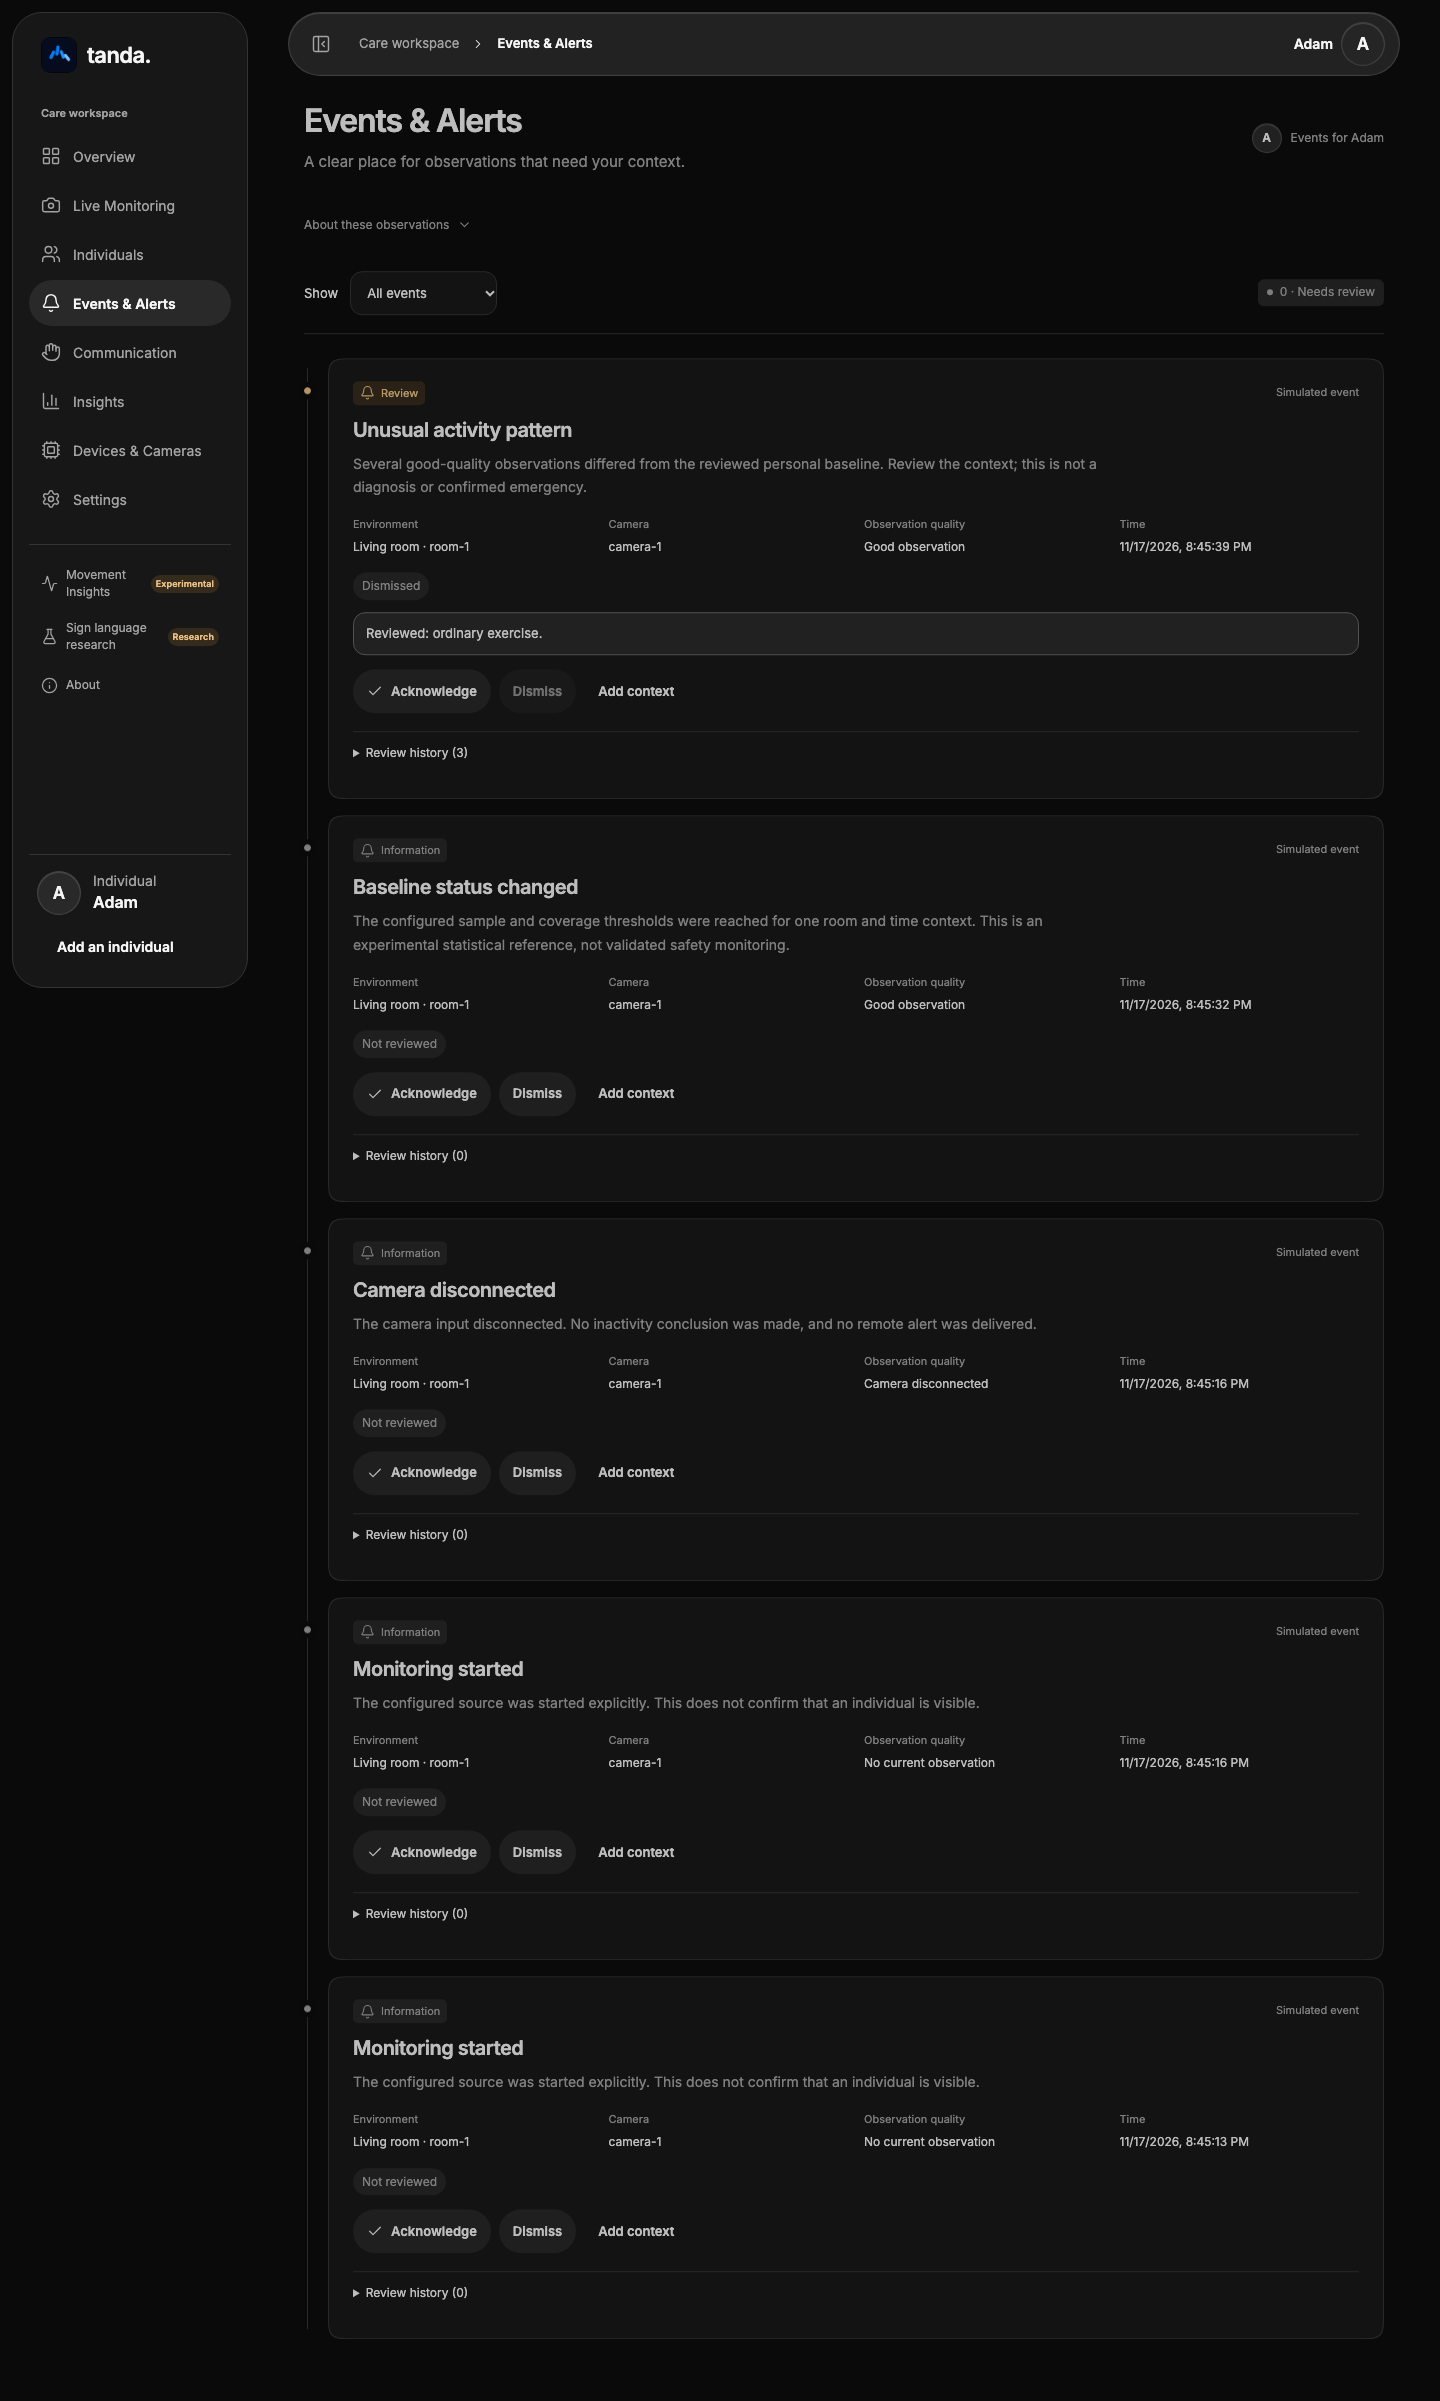 tanda.
Care workspace
Overview
Live Monitoring
Individuals
Events & Alerts
Communication
Insights
Devices & Cameras
Settings
Movement
Insights
Experimental
Sign language
research
Research
About
A
Individual
Adam
Add an individual
Care workspace > Events & Alerts
Adam A
Events & Alerts
A clear place for observations that need your context.
A Events for Adam
About these observations
Show All events
0 · Needs review
Review
Simulated event
Unusual activity pattern
Several good-quality observations differed from the reviewed personal baseline. Review the context; this is not a
diagnosis or confirmed emergency.
Environment Camera Observation quality Time
Living room · room-1 camera-1 Good observation 11/17/2026, 8:45:39 PM
Dismissed
Reviewed: ordinary exercise.
Acknowledge Dismiss Add context
Review history (3)
Information
Simulated event
Baseline status changed
The configured sample and coverage thresholds were reached for one room and time context. This is an
experimental statistical reference, not validated safety monitoring.
Environment Camera Observation quality Time
Living room · room-1 camera-1 Good observation 11/17/2026, 8:45:32 PM
Not reviewed
Acknowledge Dismiss Add context
Review history (0)
Information
Simulated event
Camera disconnected
The camera input disconnected. No inactivity conclusion was made, and no remote alert was delivered.
Environment Camera Observation quality Time
Living room · room-1 camera-1 Camera disconnected 11/17/2026, 8:45:16 PM
Not reviewed
Acknowledge Dismiss Add context
Review history (0)
Information
Simulated event
Monitoring started
The configured source was started explicitly. This does not confirm that an individual is visible.
Environment Camera Observation quality Time
Living room · room-1 camera-1 No current observation 11/17/2026, 8:45:16 PM
Not reviewed
Acknowledge Dismiss Add context
Review history (0)
Information
Simulated event
Monitoring started
The configured source was started explicitly. This does not confirm that an individual is visible.
Environment Camera Observation quality Time
Living room · room-1 camera-1 No current observation 11/17/2026, 8:45:13 PM
Not reviewed
Acknowledge Dismiss Add context
Review history (0)